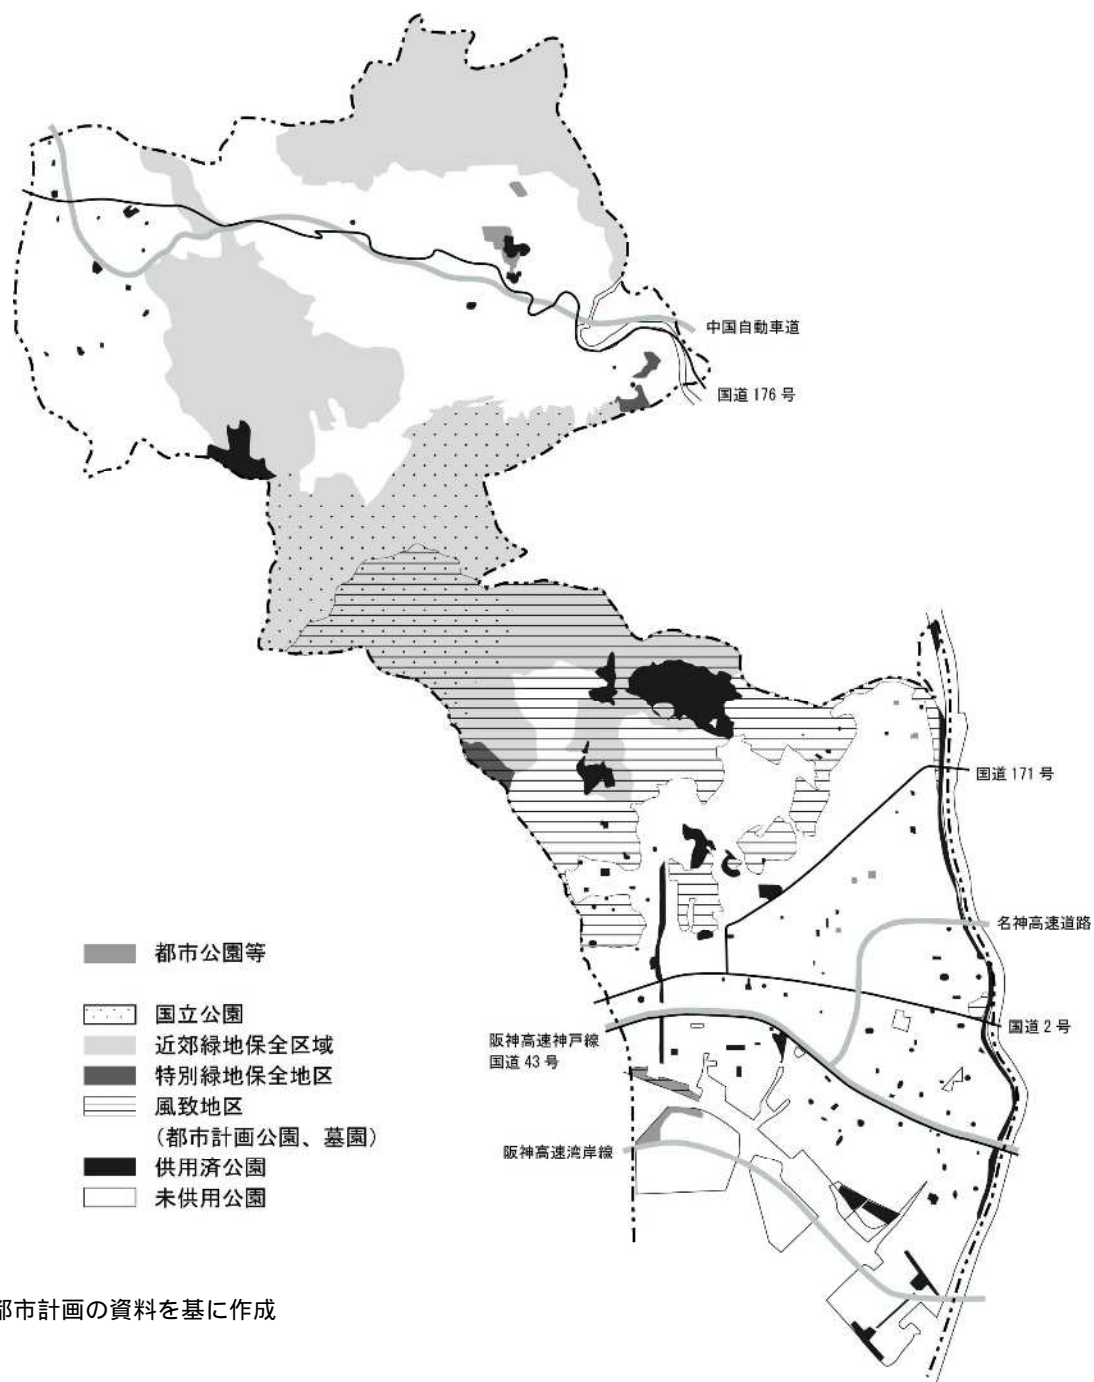 中国自動車道
国道 176 号
国道 171 号
名神高速道路
国道 2 号
阪神高速神戸線
国道 43 号
阪神高速湾岸線
都市公園等
国立公園
近郊緑地保全区域
特別緑地保全地区
風致地区
(都市計画公園、墓園)
供用済公園
未供用公園
都市計画の資料を基に作成